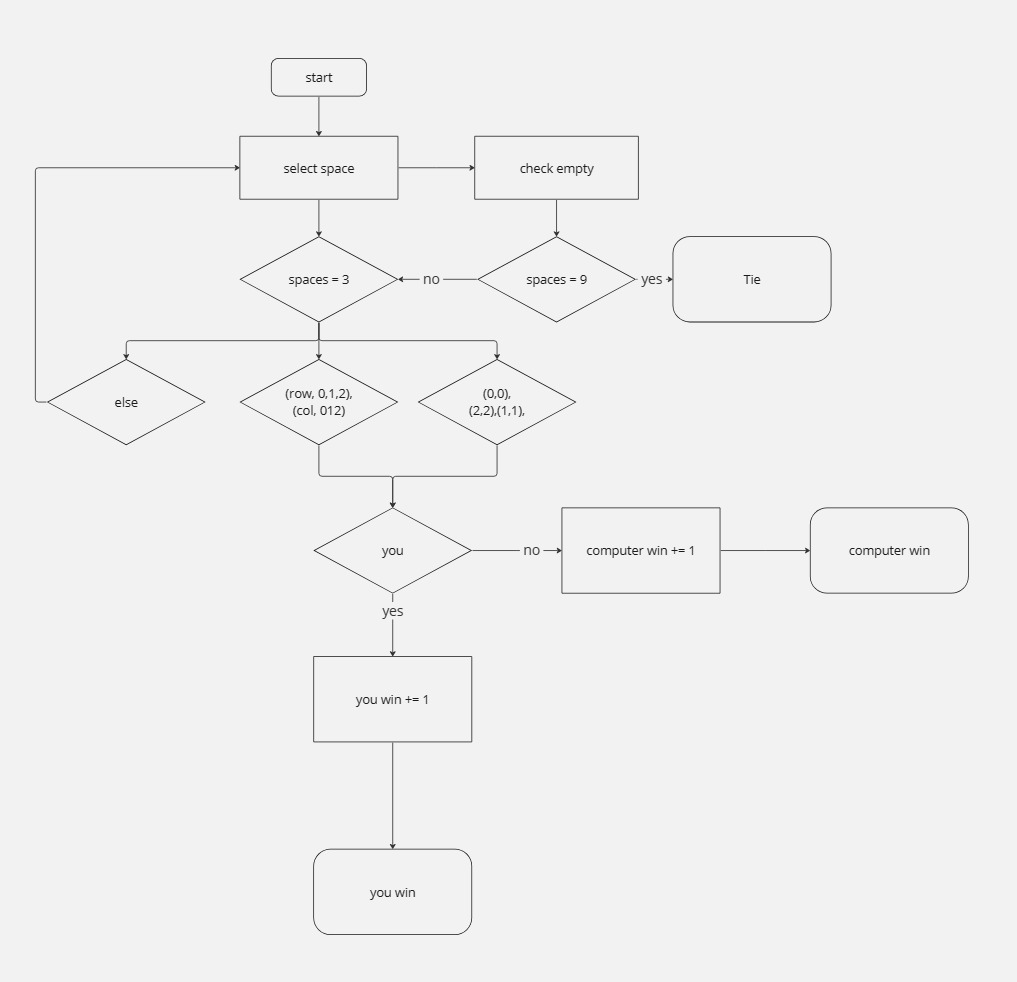 start
select space
check empty
spaces = 3
no
spaces = 9
yes
Tie
else
(row, 0,1,2),
(col, 012)
(0,0),
(2,2),(1,1),
you
no
computer win += 1
computer win
yes
you win += 1
you win